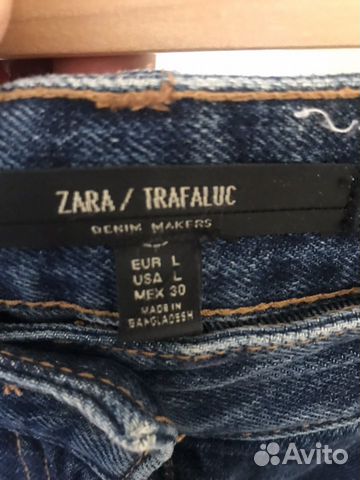 ZARA / TRAFALUC
DENIM MAKERS
EUR L
USA L
MEX 30
MADE IN
BANGLADESH
Avito